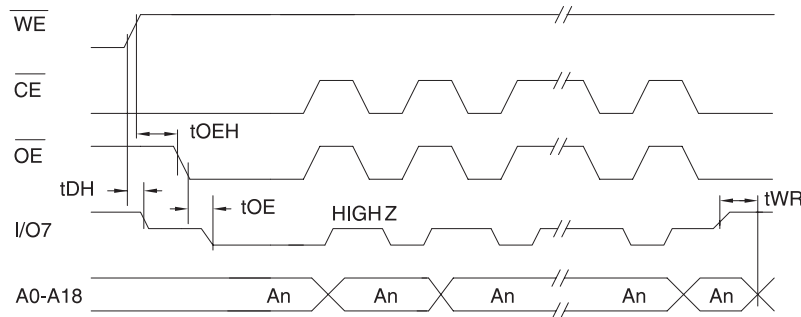 WE
CE
tOEH
OE
tDH
tOE
HIGH Z
tWR
I/O7
A0-A18 An An An An An